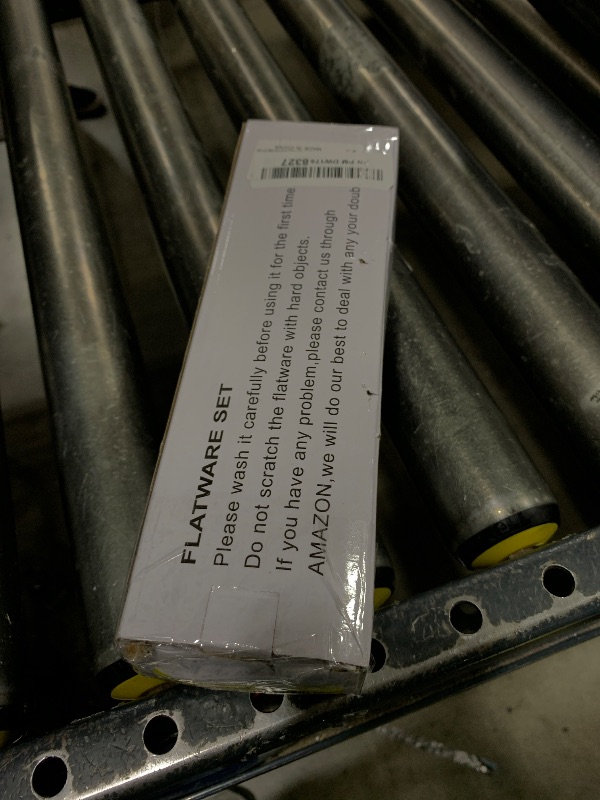 FLATWARE SET
Please wash it carefully before using it for the first time
Do not scratch the flatware with hard objects.
If you have any problem,please contact us through
AMAZON,we will do our best to deal with any your doub
8327